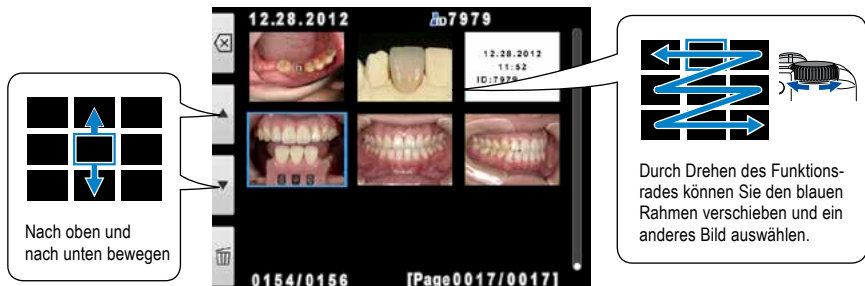 12.28.2012
ID7979
12.28.2012
11:52
ID:7979
Nach oben und
nach unten bewegen
Durch Drehen des Funktions-
rades können Sie den blauen
Rahmen verschieben und ein
anderes Bild auswählen.
0154/0156
[Page0017/0017]